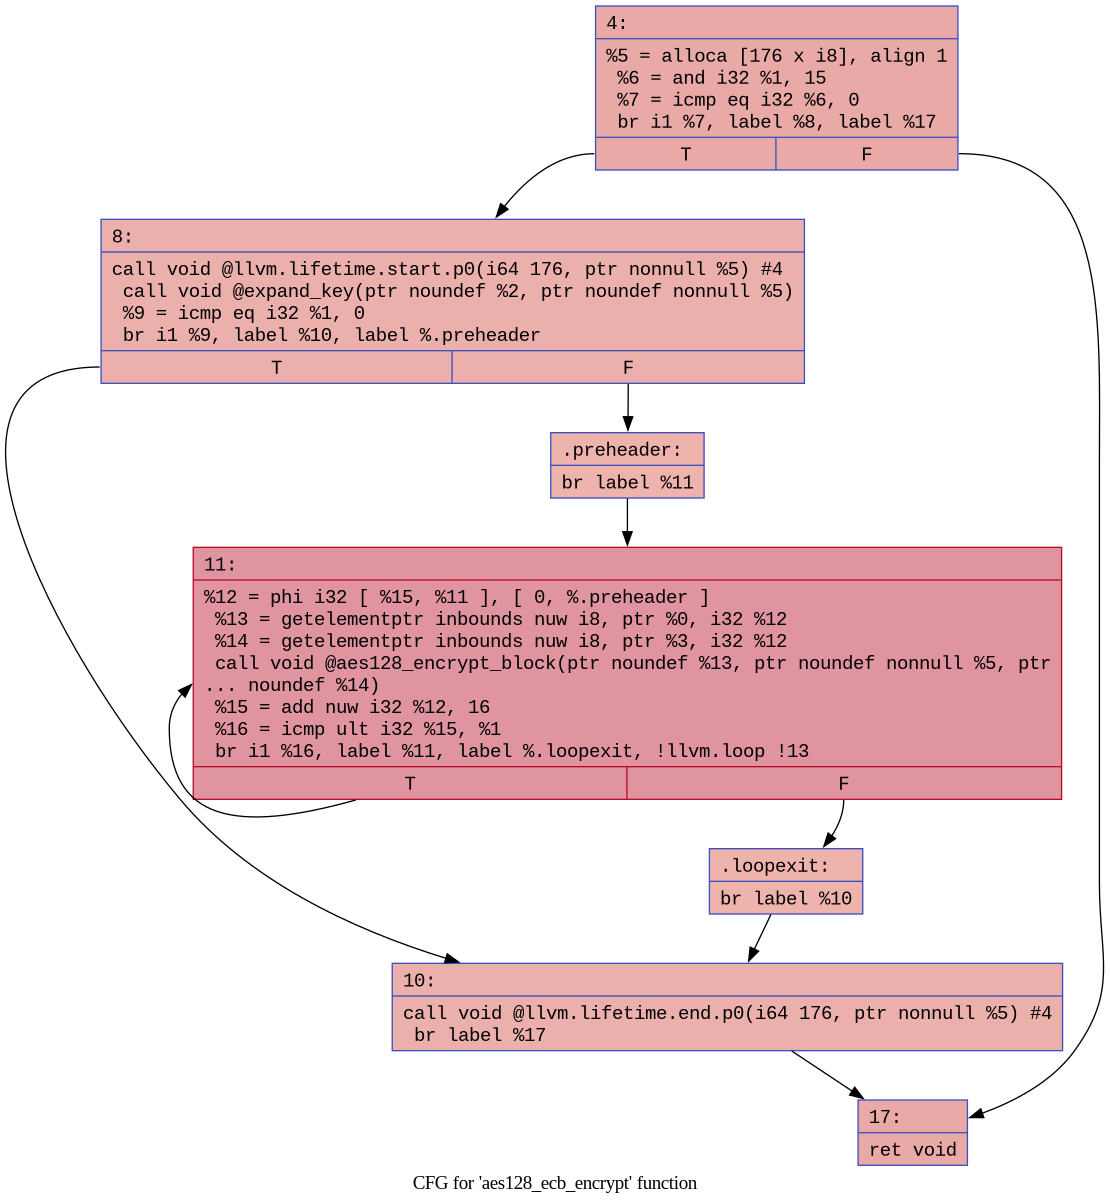 4:
%5 = alloca [176 x i8], align 1
%6 = and i32 %1, 15
%7 = icmp eq i32 %6, 0
br i1 %7, label %8, label %17
T F
8:
call void @llvm.lifetime.start.p0(i64 176, ptr nonnull %5) #4
call void @expand_key(ptr noundef %2, ptr noundef nonnull %5)
%9 = icmp eq i32 %1, 0
br i1 %9, label %10, label %.preheader
T F
.preheader:
br label %11
11:
%12 = phi i32 [ %15, %11 ], [ 0, %.preheader ]
%13 = getelementptr inbounds nuw i8, ptr %0, i32 %12
%14 = getelementptr inbounds nuw i8, ptr %3, i32 %12
call void @aes128_encrypt_block(ptr noundef %13, ptr noundef nonnull %5, ptr
... noundef %14)
%15 = add nuw i32 %12, 16
%16 = icmp ult i32 %15, %1
br i1 %16, label %11, label %.loopexit, !llvm.loop !13
T F
.loopexit:
br label %10
10:
call void @llvm.lifetime.end.p0(i64 176, ptr nonnull %5) #4
br label %17
17:
ret void
CFG for 'aes128_ecb_encrypt' function